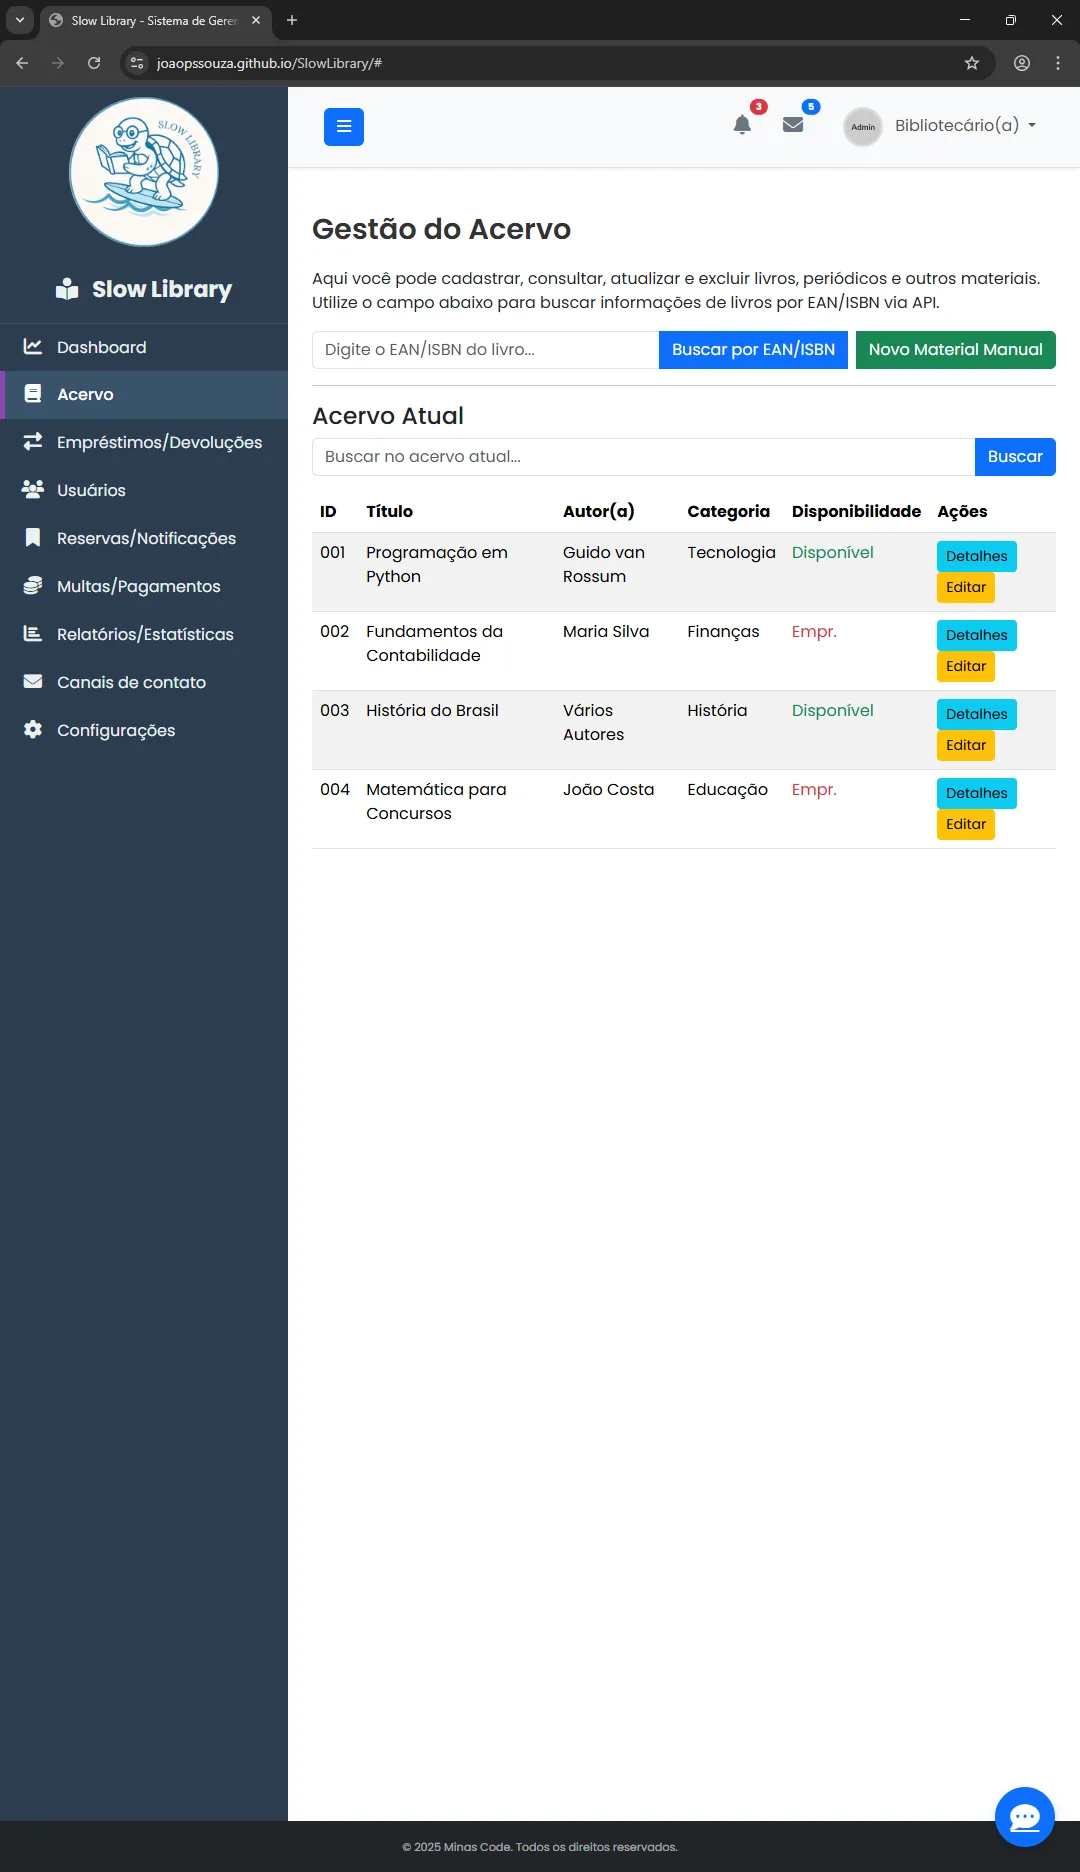 Slow Library - Sistema de Geren
joaopssouza.github.io/SlowLibrary/#
SLOW LIBRARY
Slow Library
Dashboard
Acervo
Empréstimos/Devoluções
Usuários
Reservas/Notificações
Multas/Pagamentos
Relatórios/Estatísticas
Canais de contato
Configurações
3
5
Admin
Bibliotecário(a)
Gestão do Acervo
Aqui você pode cadastrar, consultar, atualizar e excluir livros, periódicos e outros materiais.
Utilize o campo abaixo para buscar informações de livros por EAN/ISBN via API.
Digite o EAN/ISBN do livro... Buscar por EAN/ISBN Novo Material Manual
Acervo Atual
Buscar no acervo atual... Buscar
ID Título Autor(a) Categoria Disponibilidade Ações
001 Programação em Guido van Tecnologia Disponível Detalhes
Python Rossum Editar
002 Fundamentos da Maria Silva Finanças Empr. Detalhes
Contabilidade Editar
003 História do Brasil Vários História Disponível Detalhes
Autores Editar
004 Matemática para João Costa Educação Empr. Detalhes
Concursos Editar
© 2025 Minas Code. Todos os direitos reservados.